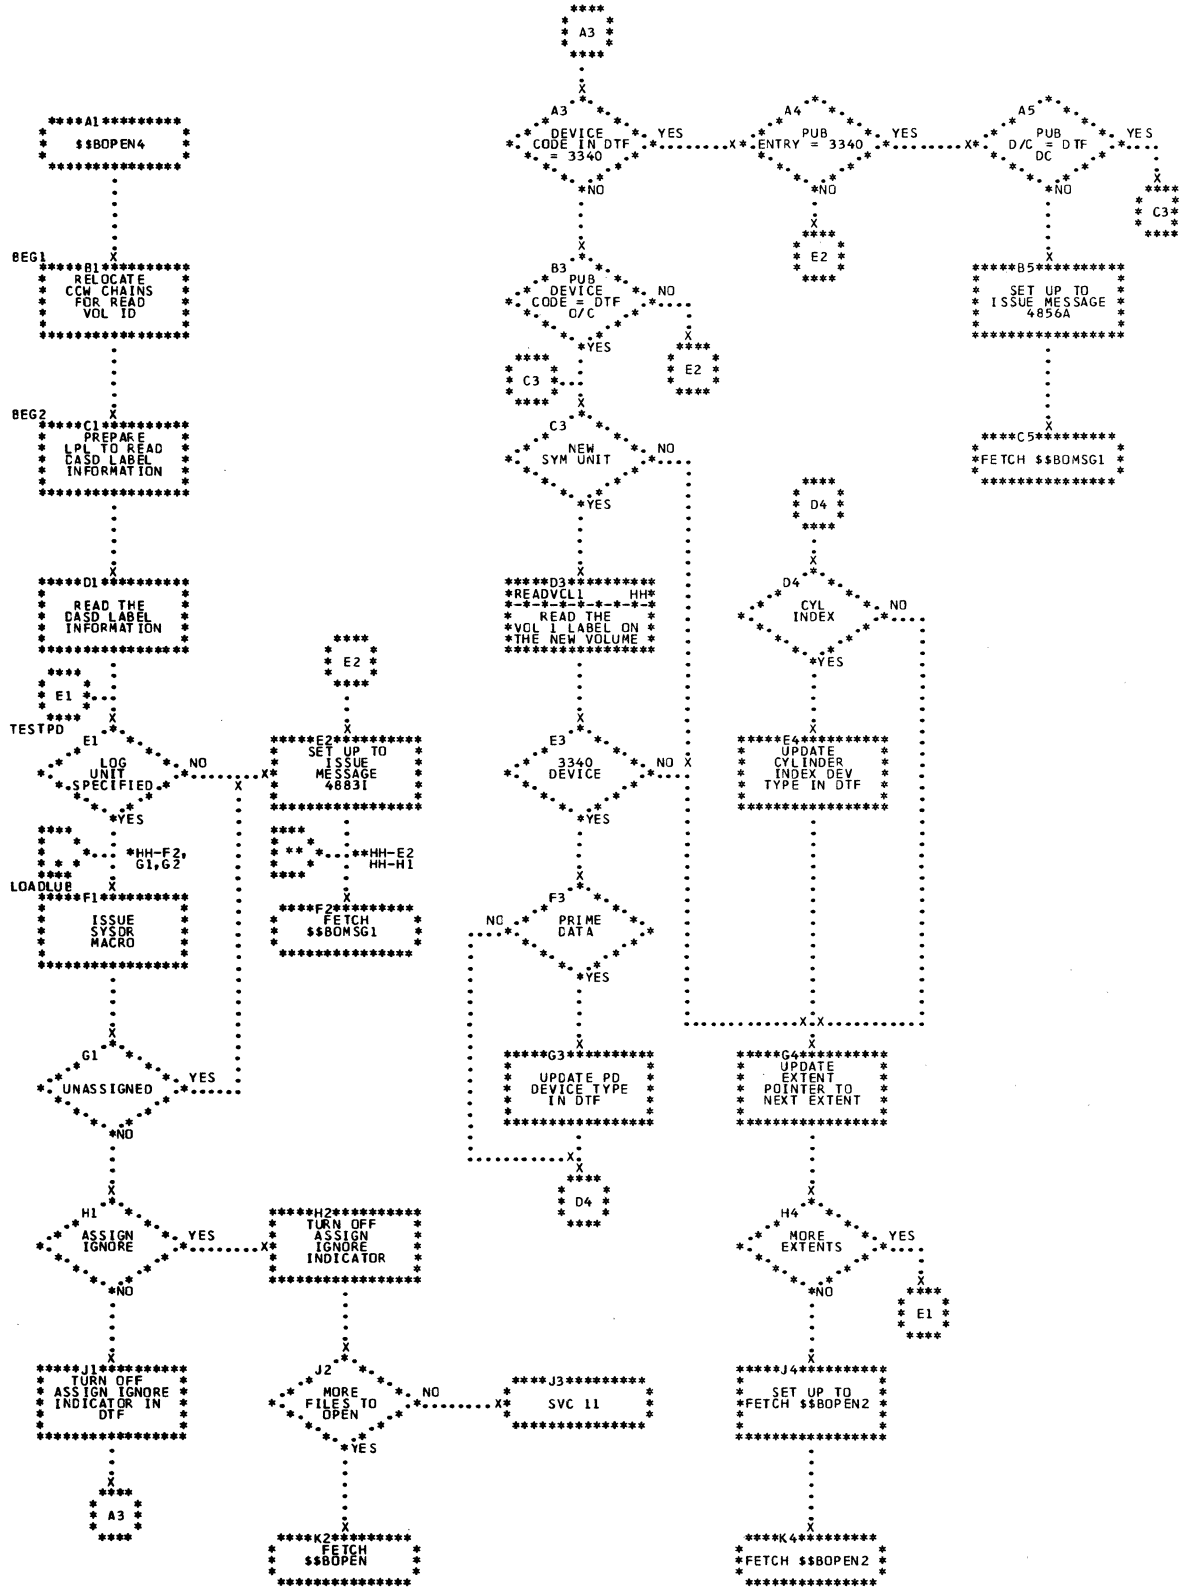 A1
$$BOPEN4
BEG1
B1
RELOCATE
CCW CHAINS
FOR READ
VOL ID
BEG2
C1
PREPARE
LPL TO READ
DASD LABEL
INFORMATION
D1
READ THE
DASD LABEL
INFORMATION
E1
TESTPD
E1
LOG
UNIT
SPECIFIED
NO
YES
*HH-F2,
G1,G2
LOADLUB
F1
ISSUE
SYSDR
MACRO
G1
UNASSIGNED
YES
NO
H1
ASSIGN
IGNORE
YES
NO
J1
TURN OFF
ASSIGN IGNORE
INDICATOR IN
DTF
A3
E2
E2
SET UP TO
ISSUE
MESSAGE
4883I
**
**HH-E2
HH-H1
F2
FETCH
$$BOMSG1
H2
TURN OFF
ASSIGN
IGNORE
INDICATOR
J2
MORE
FILES TO
OPEN
NO
YES
K2
FETCH
$$BOPEN
J3
SVC 11
A3
A3
DEVICE
CODE IN DTF
= 3340
YES
NO
B3
PUB
DEVICE
CODE = DTF
D/C
NO
YES
E2
C3
C3
NEW
SYM UNIT
NO
YES
D3
READVCL1 HH
READ THE
VOL 1 LABEL ON
THE NEW VOLUME
E3
3340
DEVICE
NO
YES
F3
PRIME
DATA
NO
YES
G3
UPDATE PD
DEVICE TYPE
IN DTF
D4
A4
PUB
ENTRY = 3340
YES
NO
E2
D4
D4
CYL
INDEX
NO
YES
E4
UPDATE
CYLINDER
INDEX DEV
TYPE IN DTF
G4
UPDATE
EXTENT
POINTER TO
NEXT EXTENT
H4
MORE
EXTENTS
YES
NO
E1
J4
SET UP TO
FETCH $$BOPEN2
K4
FETCH $$BOPEN2
A5
PUB
D/C = DTF
DC
YES
NO
C3
B5
SET UP TO
ISSUE MESSAGE
4856A
C5
FETCH $$BOMSG1